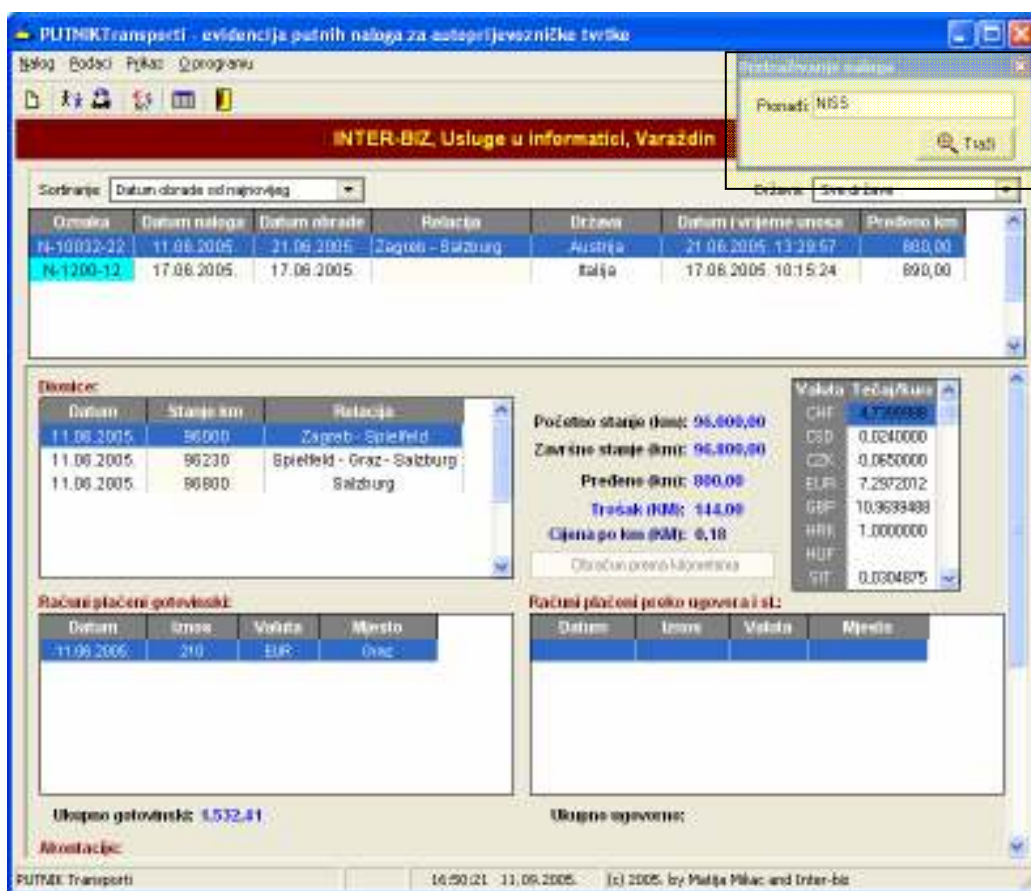 PUTNIKTransporti - evidencija putnih naloga za autoprijevozničke tvrtke
Nalog Podaci Prikaz O programu
Pronađi: NISS
Traži
INTER-BIZ, Usluge u informatici, Varaždin
Sortiranje: Datum obrade od najnovijeg Država: Sve države
Oznaka Datum naloga Datum obrade Relacija Država Datum i vrijeme unosa Pređeno km
N-10032-22 11.06.2005. 21.06.2005. Zagreb - Salzburg Austrija 21.06.2005. 13:29:57
N-1200-12 17.06.2005. 17.06.2005. Italija 17.06.2005. 10:15:24 890,00
Dionice:
Datum Stanje km Relacija
11.06.2005. 96000 Zagreb - Spielfeld
11.06.2005. 96230 Spielfeld - Graz - Salzburg
11.06.2005. 96800 Salzburg
Početno stanje (km): 96.000,00
Završno stanje (km): 96.800,00
Pređeno (km): 800,00
Trošak (KM): 144,00
Cijena po km (KM): 0,18
Obračun prema kilometrima
Valuta Tečaj/kurs
CHF
CSD 0.0240000
CZK 0.0650000
EUR 7.2972012
GBP 10.9699488
HRK 1.0000000
HUF
SIT 0.0304875
Računi plaćeni gotovinski:
Datum Iznos Valuta Mjesto
11.06.2005. 210 EUR Graz
Računi plaćeni preko ugovora i sl.:
Datum Iznos Valuta Mjesto
Ukupno gotovinski: 1.532,41
Ukupno ugovorno:
Akontacije:
PUTNIK Transporti 16:50:21 11.09.2005. (c) 2005. by Matija Mikac and Inter-biz